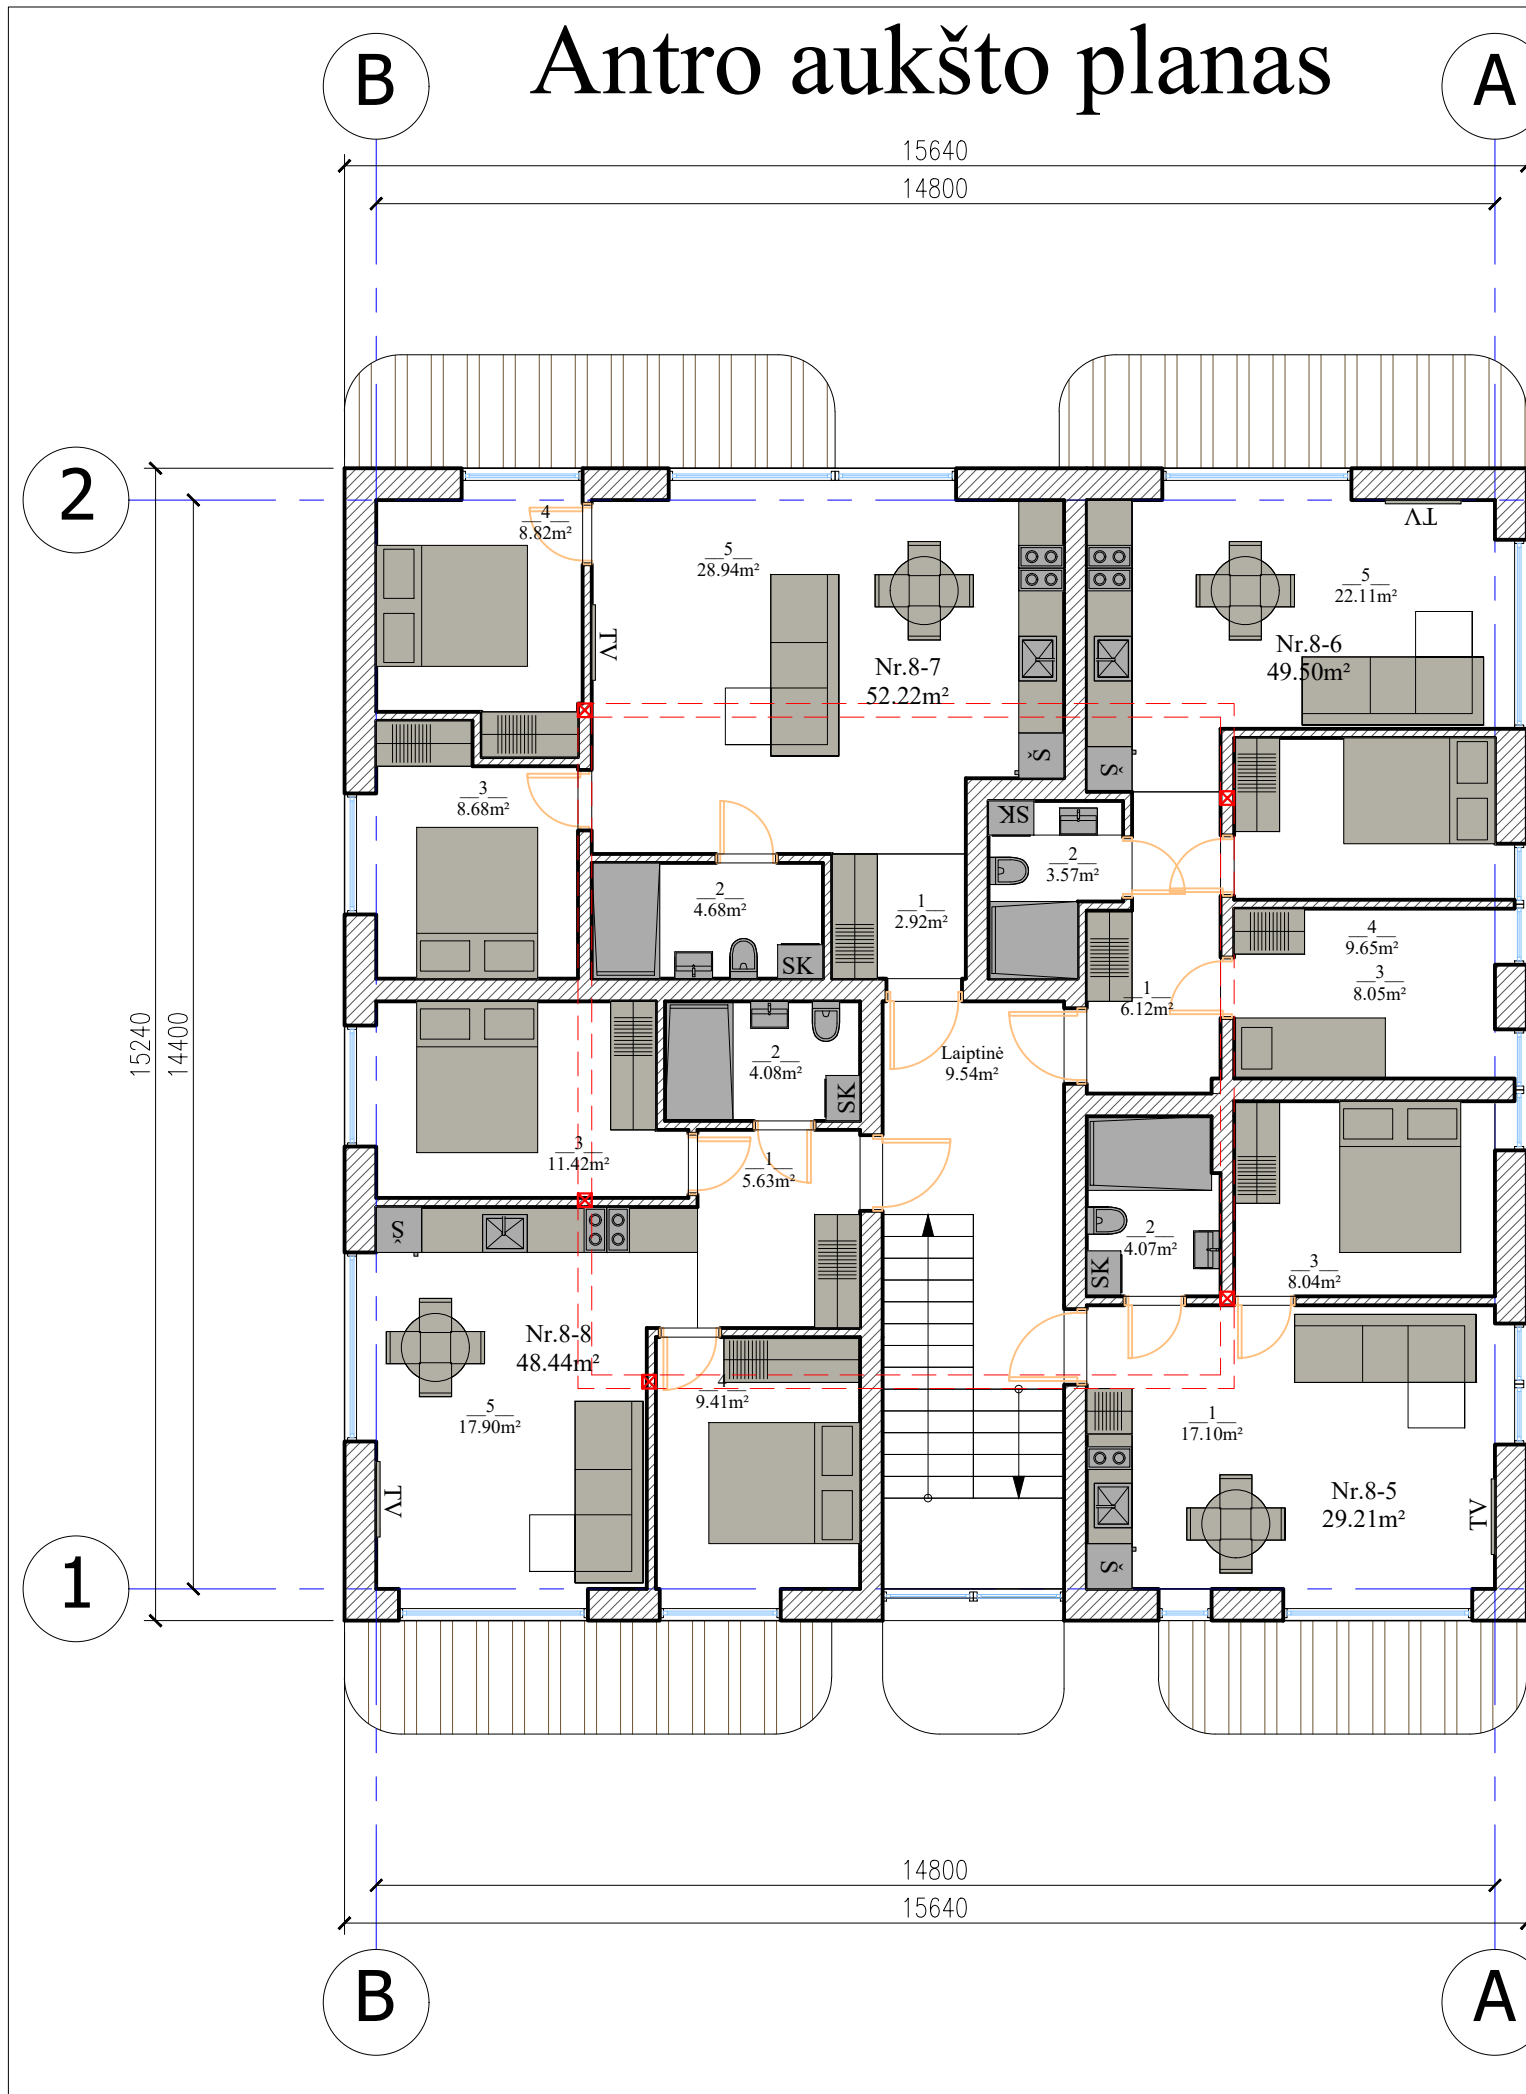 Antro aukšto planas
B
A
15640
14800
2
4
8.82m²
5
28.94m²
5
22.11m²
TV
TV
Nr.8-7
52.22m²
Nr.8-6
49.50m²
Š
Š
3
8.68m²
SK
2
3.57m²
2
4.68m²
1
2.92m²
SK
4
9.65m²
3
8.05m²
1
6.12m²
15240
14400
2
4.08m²
SK
Laiptinė
9.54m²
3
11.42m²
1
5.63m²
Š
2
4.07m²
SK
3
8.04m²
Nr.8-8
48.44m²
4
9.41m²
5
17.90m²
1
17.10m²
TV
Nr.8-5
29.21m²
TV
Š
1
14800
15640
B
A